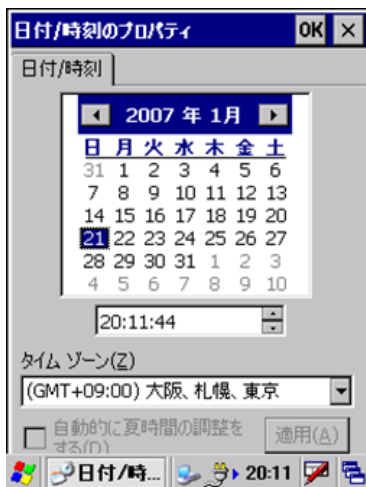 日付/時刻のプロパティ OK ×
日付/時刻
2007 年 1月
日 月 火 水 木 金 土
31 1 2 3 4 5 6
7 8 9 10 11 12 13
14 15 16 17 18 19 20
21 22 23 24 25 26 27
28 29 30 31 1 2 3
4 5 6 7 8 9 10
20:11:44
タイム ゾーン(Z)
(GMT+09:00) 大阪、札幌、東京
自動的に夏時間の調整を
する(D)
適用(A)
日付/時... 20:11